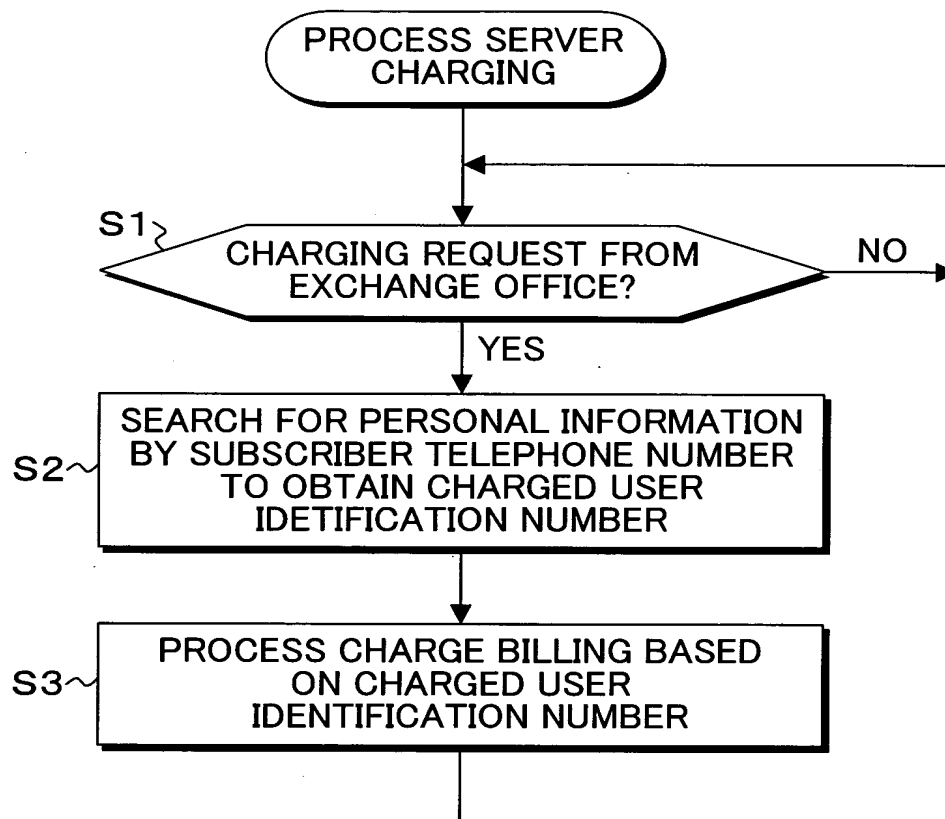 PROCESS SERVER
CHARGING
S1
CHARGING REQUEST FROM
EXCHANGE OFFICE?
NO
YES
S2
SEARCH FOR PERSONAL INFORMATION
BY SUBSCRIBER TELEPHONE NUMBER
TO OBTAIN CHARGED USER
IDETIFICATION NUMBER
S3
PROCESS CHARGE BILLING BASED
ON CHARGED USER
IDENTIFICATION NUMBER